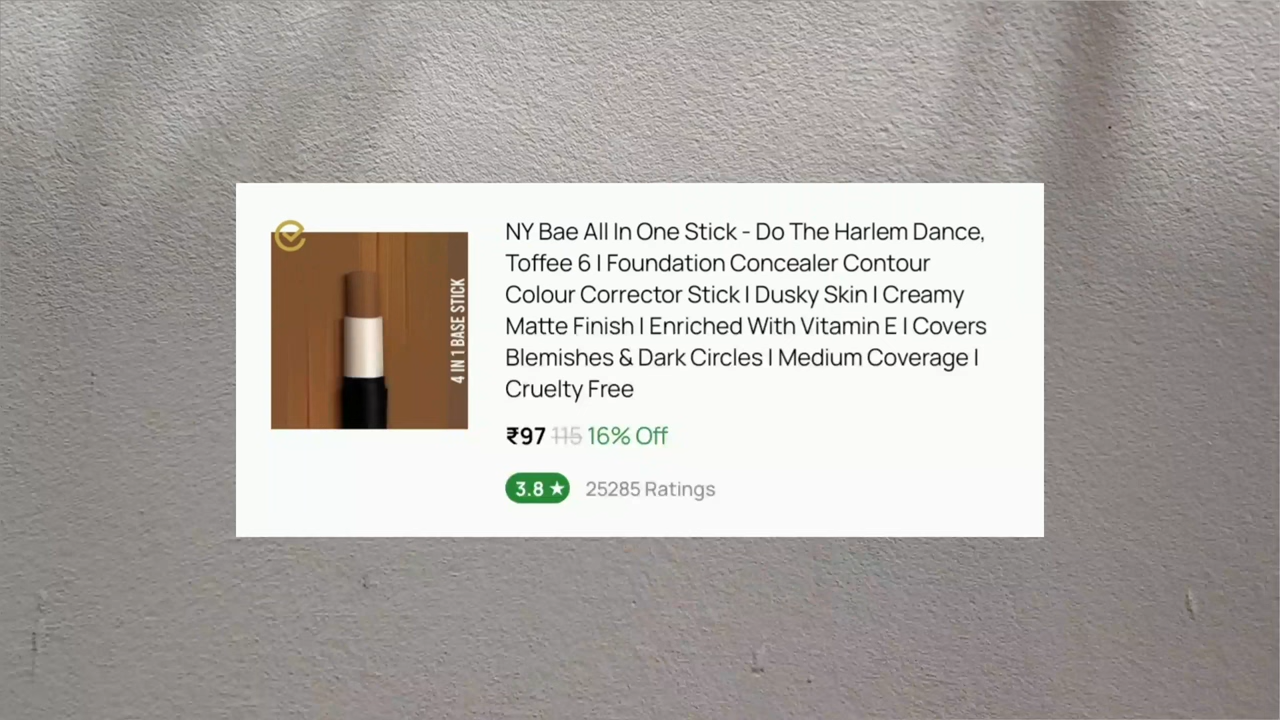 NY Bae All In One Stick - Do The Harlem Dance,
Toffee 6 | Foundation Concealer Contour
Colour Corrector Stick | Dusky Skin | Creamy
Matte Finish | Enriched With Vitamin E | Covers
Blemishes & Dark Circles | Medium Coverage |
Cruelty Free
₹97 115 16% Off
3.8 ★ 25285 Ratings
4 IN 1 BASE STICK